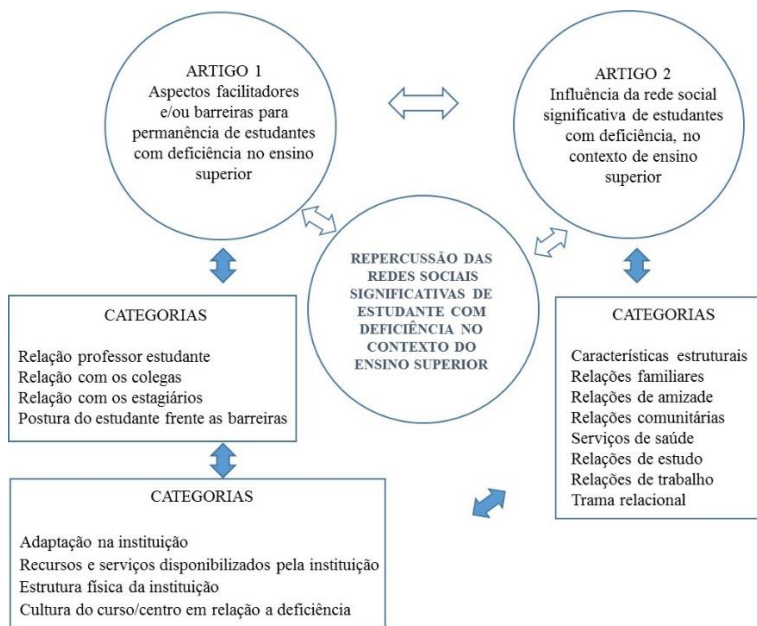 ARTIGO 1
Aspectos facilitadores
e/ou barreiras para
permanência de estudantes
com deficiência no ensino
superior
ARTIGO 2
Influência da rede social
significativa de estudantes
com deficiência, no
contexto de ensino
superior
REPERCUSSÃO DAS
REDES SOCIAIS
SIGNIFICATIVAS DE
ESTUDANTE COM
DEFICIÊNCIA NO
CONTEXTO DO
ENSINO SUPERIOR
CATEGORIAS
Relação professor estudante
Relação com os colegas
Relação com os estagiários
Postura do estudante frente as barreiras
CATEGORIAS
Características estruturais
Relações familiares
Relações de amizade
Relações comunitárias
Serviços de saúde
Relações de estudo
Relações de trabalho
Trama relacional
CATEGORIAS
Adaptação na instituição
Recursos e serviços disponibilizados pela instituição
Estrutura física da instituição
Cultura do curso/centro em relação a deficiência